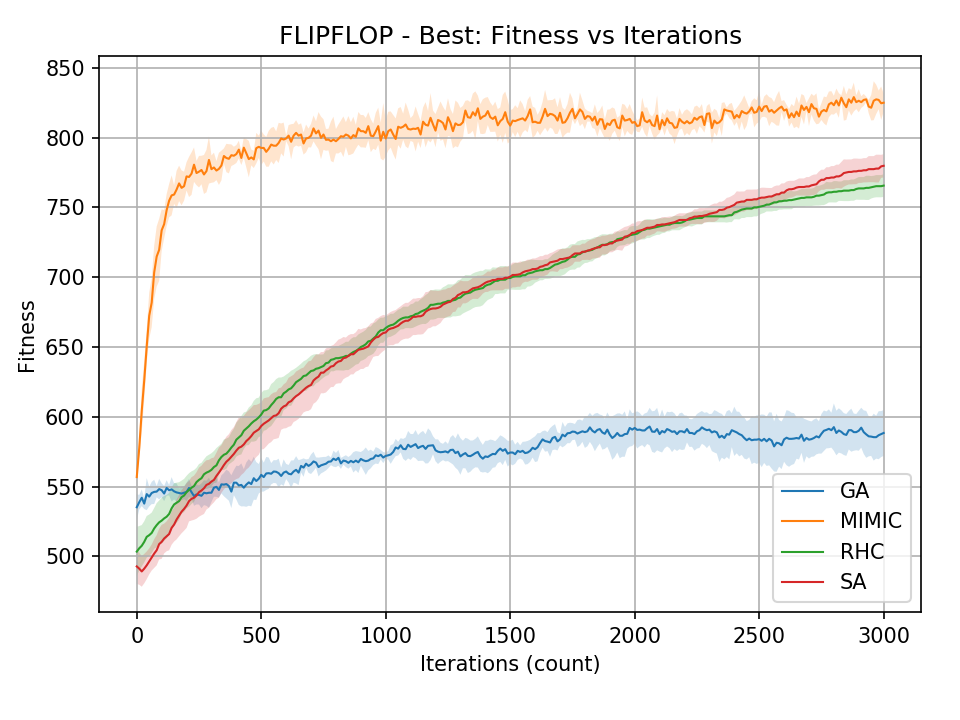 FLIPFLOP - Best: Fitness vs Iterations
850
800
750
700
650
600
550
500
Fitness
0 500 1000 1500 2000 2500 3000
Iterations (count)
GA
MIMIC
RHC
SA